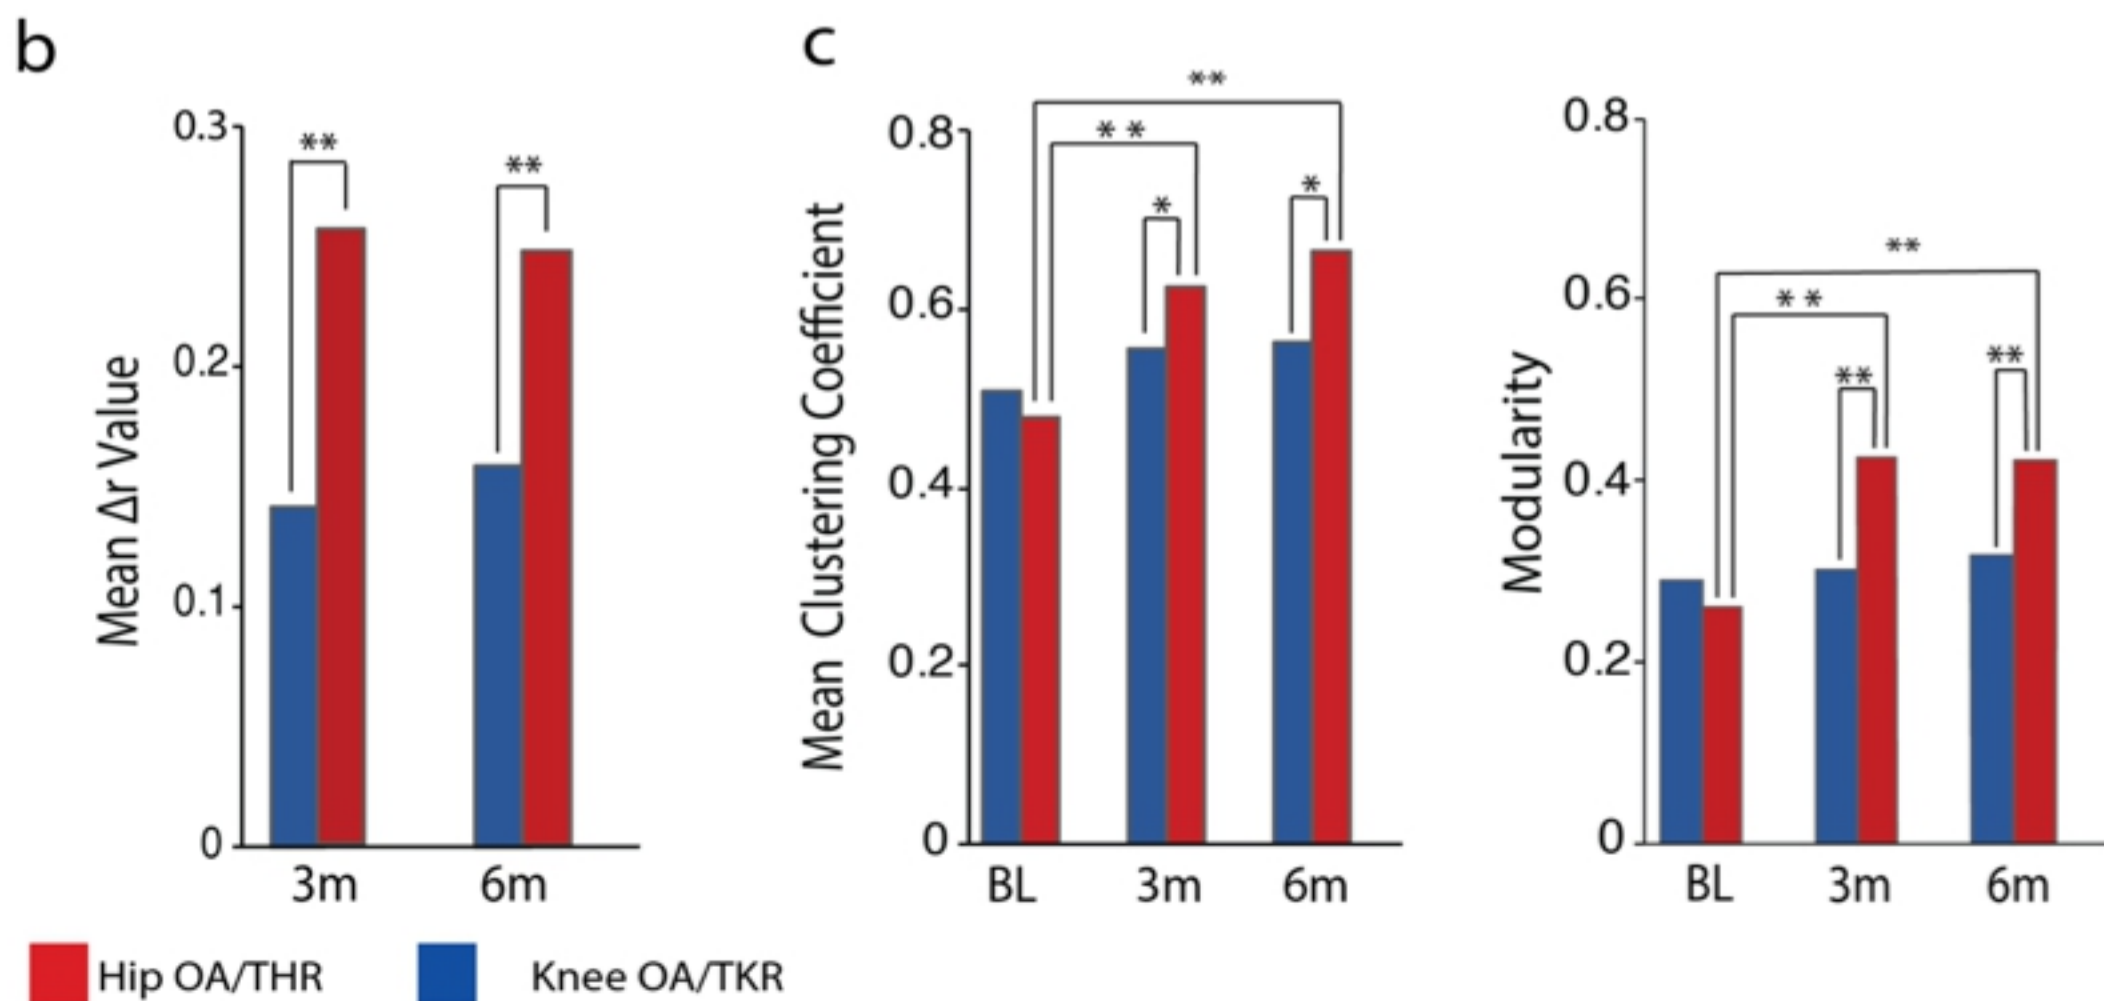 b
Mean Δr Value
0.3
0.2
0.1
0
**
**
3m
6m
c
Mean Clustering Coefficient
0.8
0.6
0.4
0.2
0
**
* *
*
*
BL
3m
6m
Modularity
0.8
0.6
0.4
0.2
0
**
* *
**
**
BL
3m
6m
Hip OA/THR
Knee OA/TKR